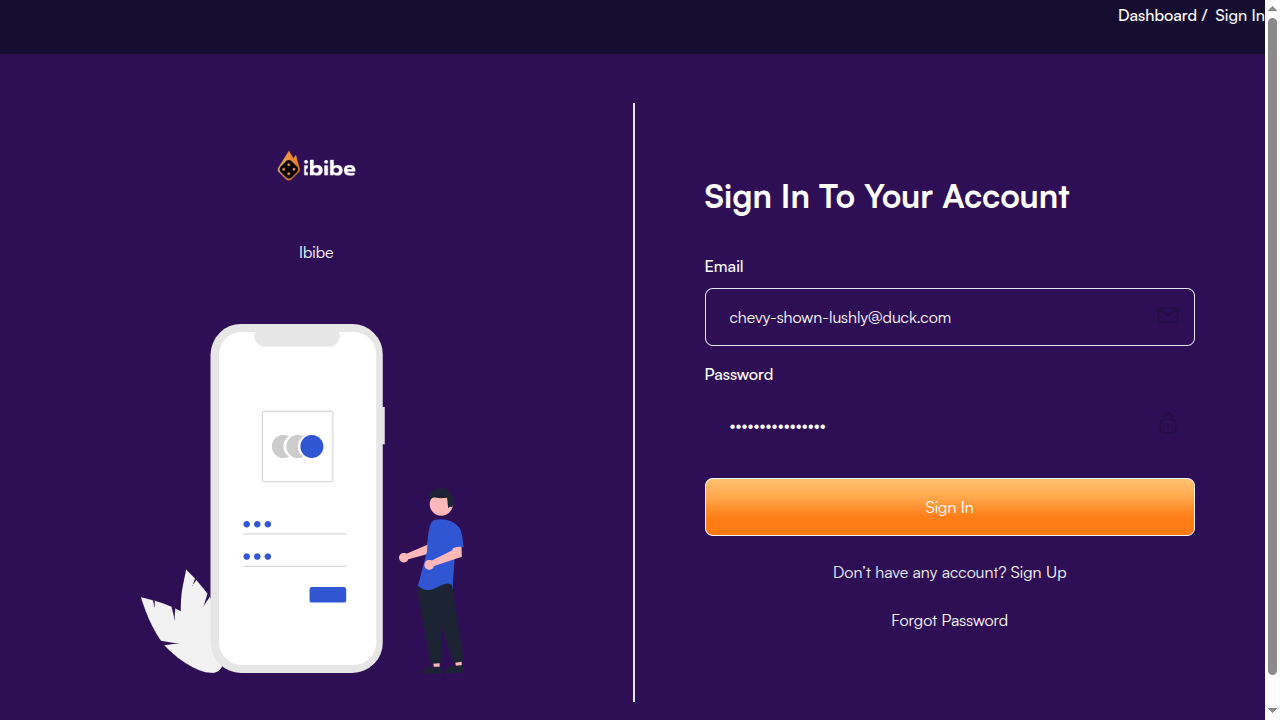 Dashboard / Sign In
ibibe
Ibibe
Sign In To Your Account
Email
chevy-shown-lushly@duck.com
Password
••••••••••••••••
Sign In
Don't have any account? Sign Up
Forgot Password